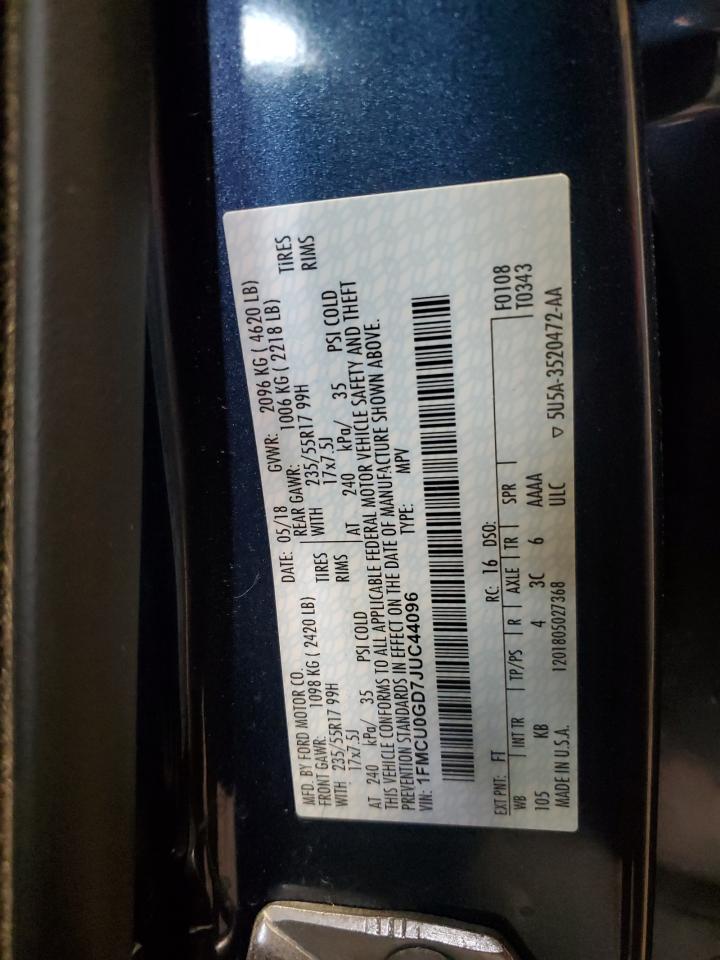 MFD. BY FORD MOTOR CO.
DATE: 05/18 GVWR: 2096 KG ( 4620 LB)
FRONT GAWR: 1098 KG ( 2420 LB) REAR GAWR: 1006 KG ( 2218 LB)
WITH 235/55R17 99H TIRES WITH 235/55R17 99H TIRES
17x7.5J RIMS 17x7.5J RIMS
AT 240 kPa/ 35 PSI COLD AT 240 kPa/ 35 PSI COLD
THIS VEHICLE CONFORMS TO ALL APPLICABLE FEDERAL MOTOR VEHICLE SAFETY AND THEFT
PREVENTION STANDARDS IN EFFECT ON THE DATE OF MANUFACTURE SHOWN ABOVE.
VIN: 1FMCU0GD7JUC44096 TYPE: MPV
EXT PNT: FT RC: 16 DSO: F0108
WB INT TR TP/PS R AXLE TR SPR T0343
105 KB 4 3C 6 AAAA
MADE IN U.S.A. 1201805027368 ULC ▽ 5U5A-3520472-AA